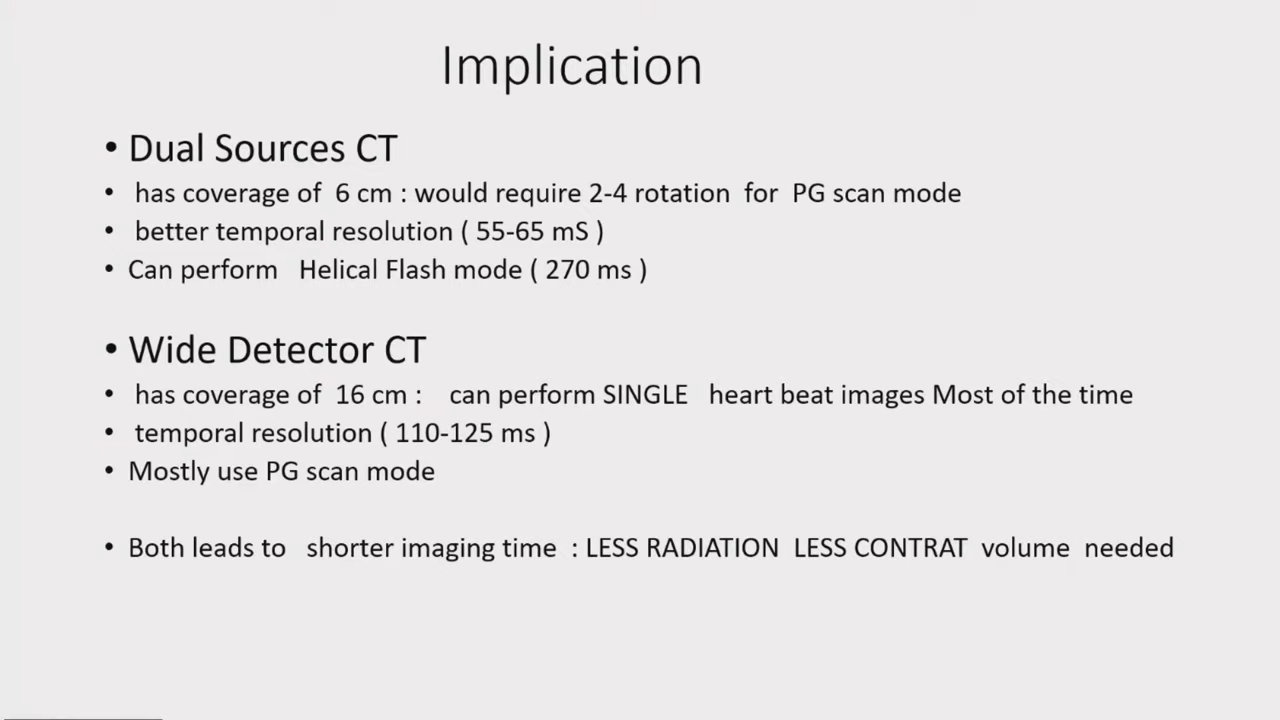 Implication
• Dual Sources CT
• has coverage of 6 cm : would require 2-4 rotation for PG scan mode
• better temporal resolution ( 55-65 mS )
• Can perform Helical Flash mode ( 270 ms )
• Wide Detector CT
• has coverage of 16 cm : can perform SINGLE heart beat images Most of the time
• temporal resolution ( 110-125 ms )
• Mostly use PG scan mode
• Both leads to shorter imaging time : LESS RADIATION LESS CONTRAT volume needed